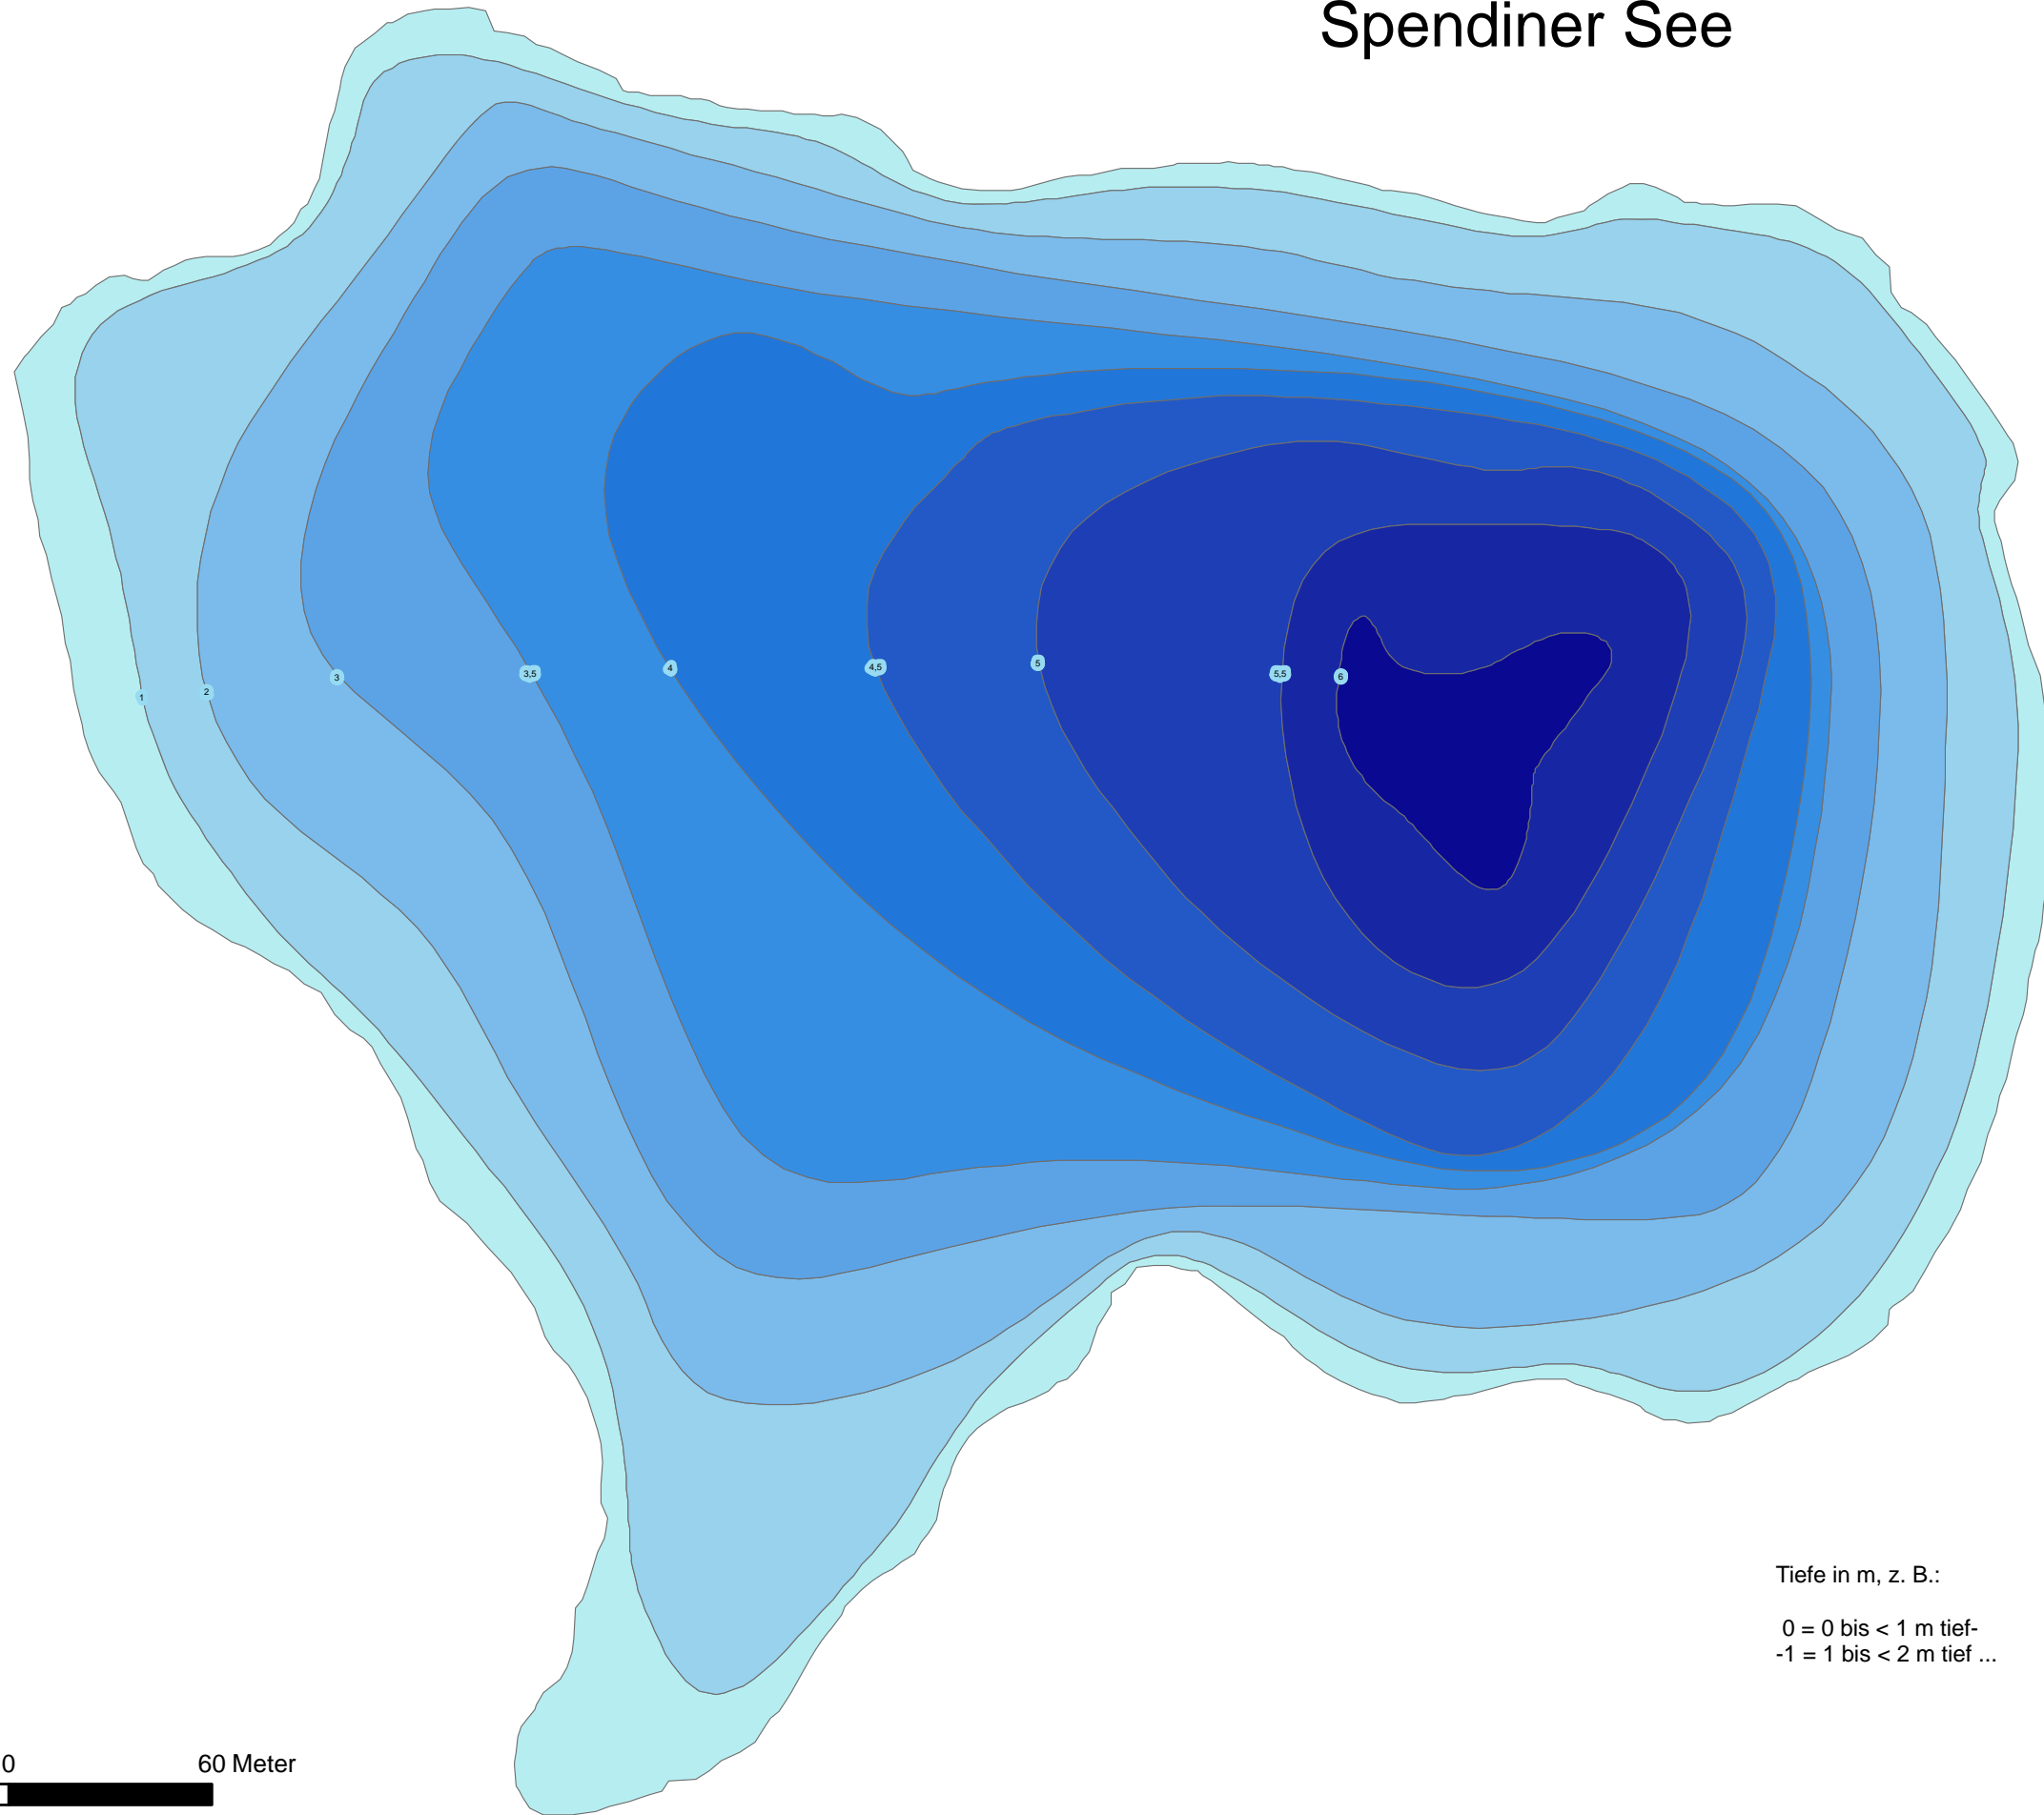 Spendiner See
1
2
3
3,5
4
4,5
5
5,5
6
Tiefe in m, z. B.:
0 = 0 bis < 1 m tief-
-1 = 1 bis < 2 m tief ...
0 60 Meter